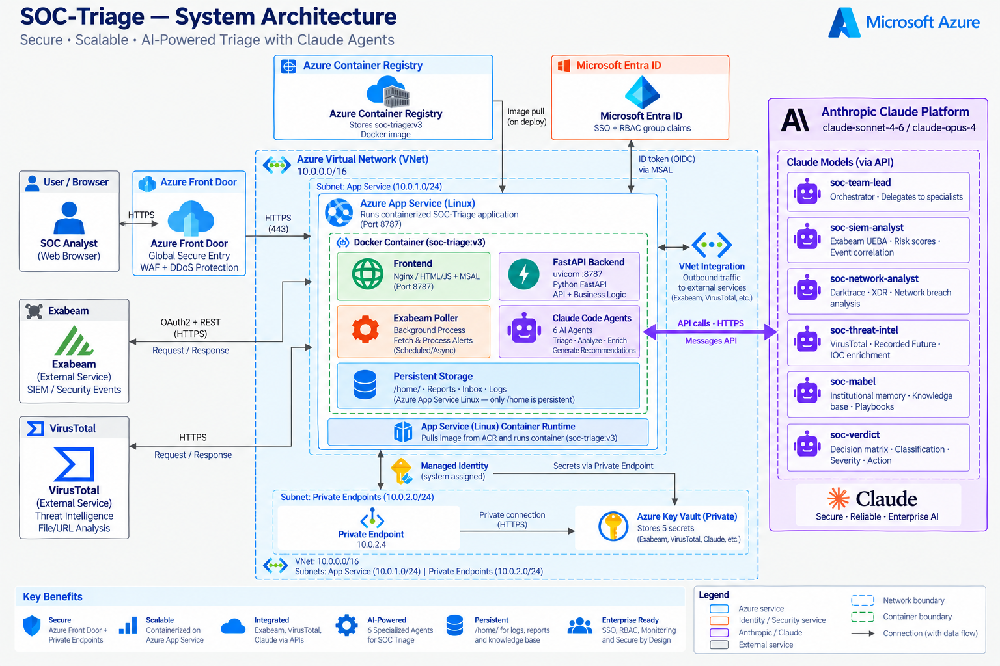 SOC-Triage — System Architecture
Secure • Scalable • AI-Powered Triage with Claude Agents
Microsoft Azure
Azure Container Registry
Azure Container Registry
Stores soc-triage:v3
Docker image
Image pull
(on deploy)
Microsoft Entra ID
Microsoft Entra ID
SSO + RBAC group claims
ID token (OIDC)
via MSAL
User / Browser
SOC Analyst
(Web Browser)
HTTPS
Azure Front Door
Azure Front Door
Global Secure Entry
WAF + DDoS Protection
HTTPS
(443)
Exabeam
Exabeam
(External Service)
SIEM / Security Events
OAuth2 + REST
(HTTPS)
Request / Response
VirusTotal
VirusTotal
(External Service)
Threat Intelligence
File/URL Analysis
HTTPS
Request / Response
Azure Virtual Network (VNet)
10.0.0.0/16
Subnet: App Service (10.0.1.0/24)
Azure App Service (Linux)
Runs containerized SOC-Triage application
(Port 8787)
Docker Container (soc-triage:v3)
Frontend
Nginx / HTML/JS + MSAL
(Port 8787)
FastAPI Backend
uvicorn :8787
Python FastAPI
API + Business Logic
Exabeam Poller
Background Process
Fetch & Process Alerts
(Scheduled/Async)
Claude Code Agents
6 AI Agents
Triage • Analyze • Enrich
Generate Recommendations
Persistent Storage
/home/ • Reports • Inbox • Logs
(Azure App Service Linux — only /home is persistent)
App Service (Linux) Container Runtime
Pulls image from ACR and runs container (soc-triage:v3)
VNet Integration
Outbound traffic
to external services
(Exabeam, VirusTotal, etc.)
API calls • HTTPS
Messages API
Managed Identity
(system assigned)
Secrets via Private Endpoint
Subnet: Private Endpoints (10.0.2.0/24)
Private Endpoint
10.0.2.4
Private connection
(HTTPS)
Azure Key Vault (Private)
Stores 5 secrets
(Exabeam, VirusTotal, Claude, etc.)
VNet: 10.0.0.0/16
Subnets: App Service (10.0.1.0/24) | Private Endpoints (10.0.2.0/24)
Anthropic Claude Platform
claude-sonnet-4-6 / claude-opus-4
Claude Models (via API)
soc-team-lead
Orchestrator • Delegates to specialists
soc-siem-analyst
Exabeam UEBA • Risk scores •
Event correlation
soc-network-analyst
Darktrace • XDR • Network breach
analysis
soc-threat-intel
VirusTotal • Recorded Future •
IOC enrichment
soc-mabel
Institutional memory • Knowledge
base • Playbooks
soc-verdict
Decision matrix • Classification •
Severity • Action
Claude
Secure • Reliable • Enterprise AI
Key Benefits
Secure
Azure Front Door +
Private Endpoints
Scalable
Containerized on
Azure App Service
Integrated
Exabeam, VirusTotal,
Claude via APIs
AI-Powered
6 Specialized Agents
for SOC Triage
Persistent
/home/ for logs, reports
and knowledge base
Enterprise Ready
SSO, RBAC, Monitoring
and Secure by Design
Legend
Azure service
Identity / Security service
Anthropic / Claude
External service
Network boundary
Container boundary
Connection (with data flow)